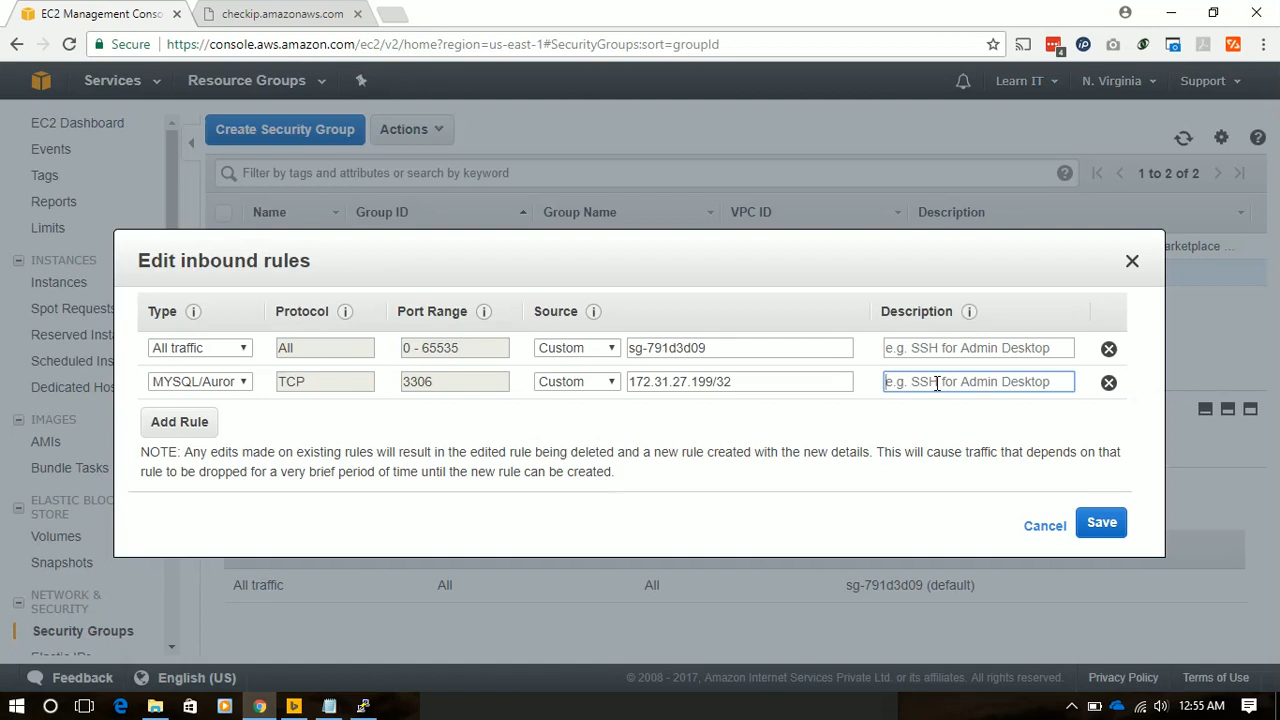 EC2 Management Conso
checkip.amazonaws.com
Secure
https://console.aws.amazon.com/ec2/v2/home?region=us-east-1#SecurityGroups:sort=groupId
4
Services
Resource Groups
Learn IT
N. Virginia
Support
EC2 Dashboard
Events
Tags
Reports
Limits
INSTANCES
Instances
Spot Requests
Reserved Insta
Scheduled Inst
Dedicated Host
IMAGES
AMIs
Bundle Tasks
ELASTIC BLOC
STORE
Volumes
Snapshots
NETWORK &
SECURITY
Security Groups
Create Security Group
Actions
Filter by tags and attributes or search by keyword
1 to 2 of 2
Name
Group ID
Group Name
VPC ID
Description
rketplace ...
Edit inbound rules
Type
Protocol
Port Range
Source
Description
All traffic
All
0 - 65535
Custom
sg-791d3d09
e.g. SSH for Admin Desktop
MYSQL/Auror
TCP
3306
Custom
172.31.27.199/32
e.g. SSH for Admin Desktop
Add Rule
NOTE: Any edits made on existing rules will result in the edited rule being deleted and a new rule created with the new details. This will cause traffic that depends on that
rule to be dropped for a very brief period of time until the new rule can be created.
Cancel
Save
All traffic
All
All
sg-791d3d09 (default)
Feedback
English (US)
© 2008 - 2017, Amazon Internet Services Private Ltd. or its affiliates. All rights reserved.
Privacy Policy
Terms of Use
12:55 AM